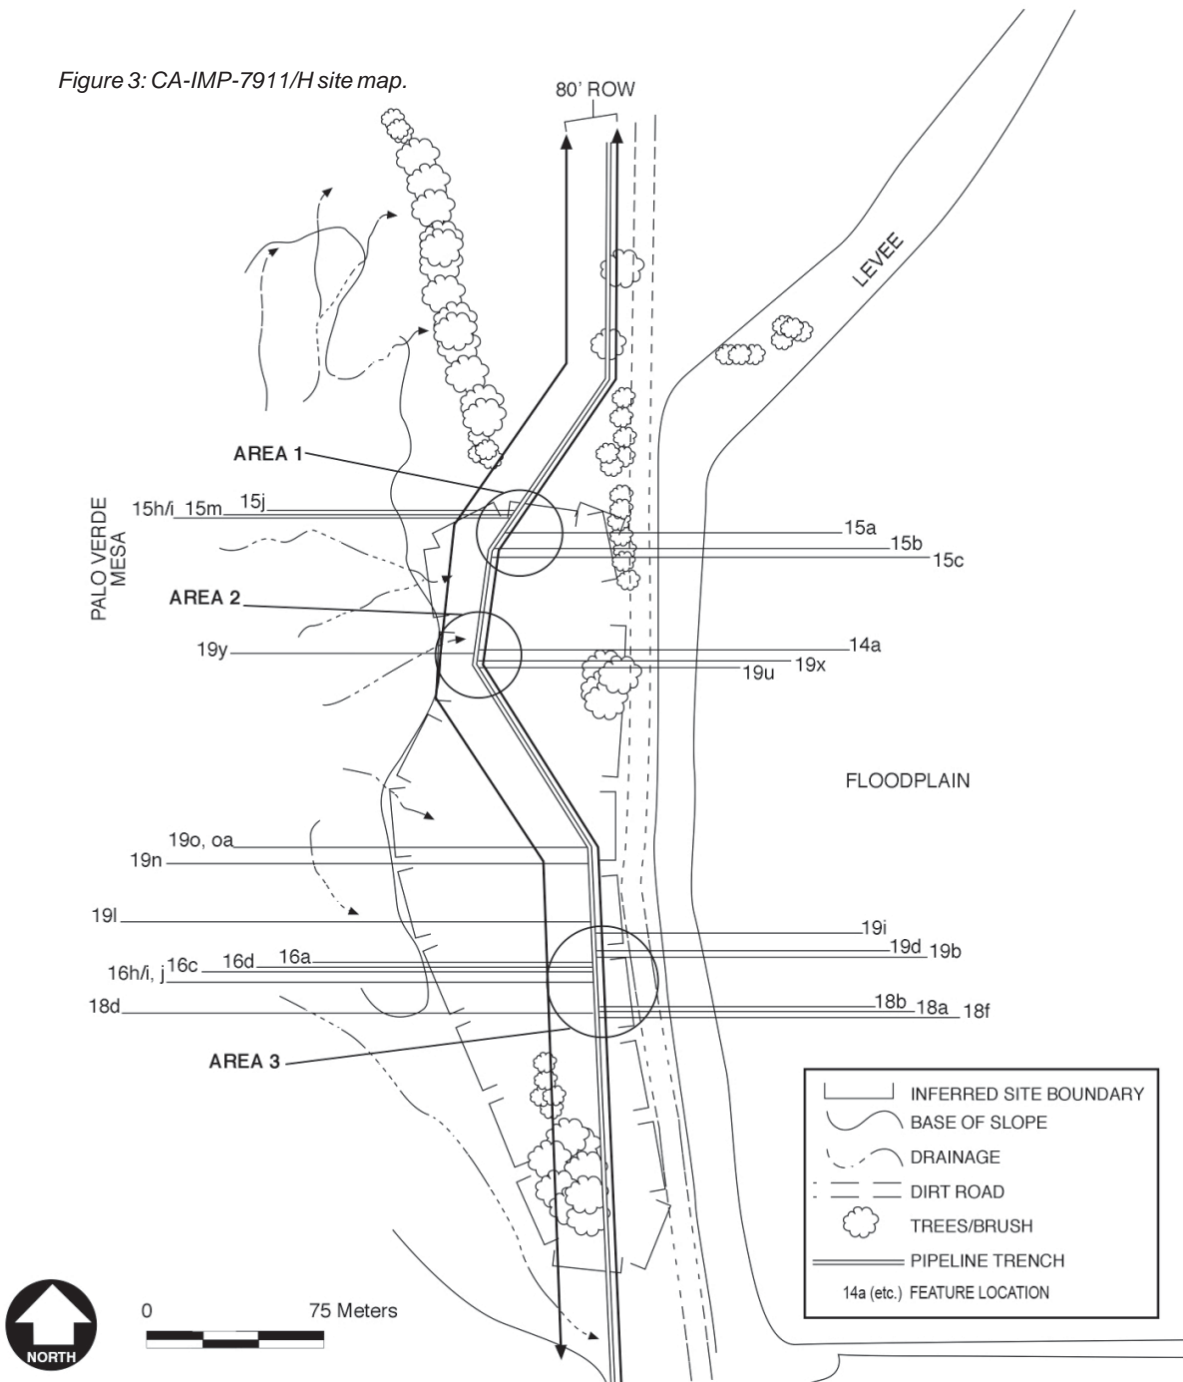 Figure 3: CA-IMP-7911/H site map.
80' ROW
LEVEE
AREA 1
15h/i 15m 15j
PALO VERDE
MESA
15a
15b
15c
AREA 2
19y
14a
19x
19u
FLOODPLAIN
19o, oa
19n
19l
19i
19d
19b
16a
16d
16c
16h/i, j
18d
18b
18a
18f
AREA 3
INFERRED SITE BOUNDARY
BASE OF SLOPE
DRAINAGE
DIRT ROAD
TREES/BRUSH
PIPELINE TRENCH
14a (etc.) FEATURE LOCATION
0 75 Meters
NORTH